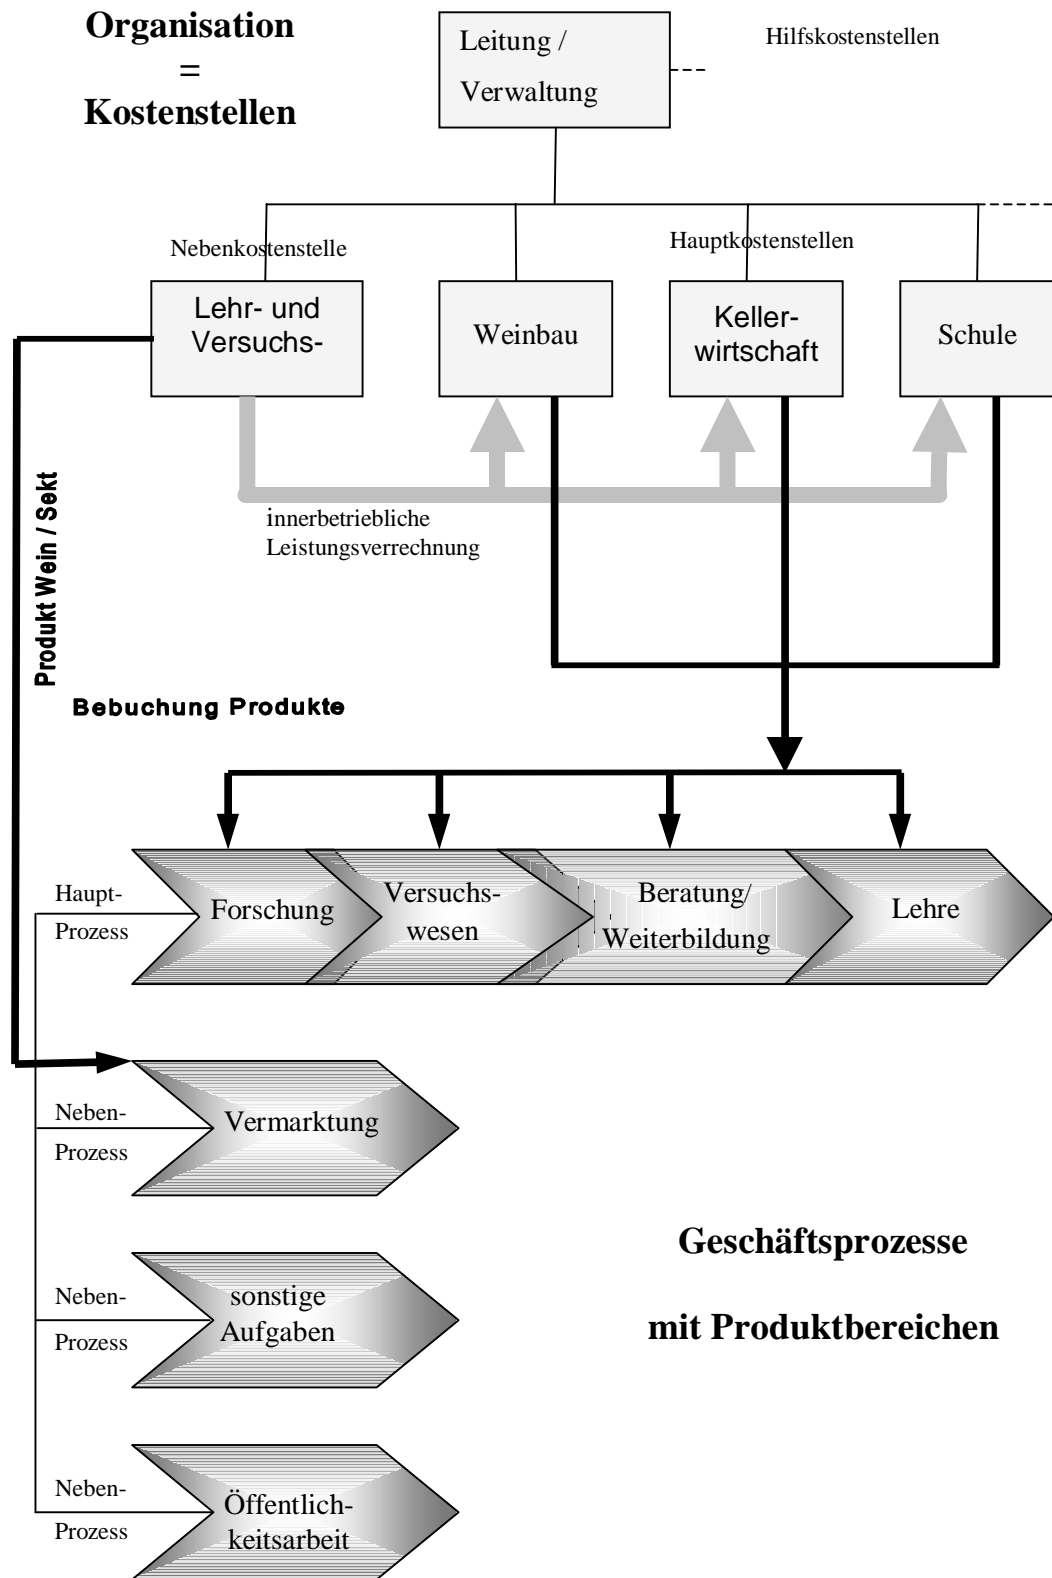 Organisation
=
Kostenstellen
Leitung /
Verwaltung
Hilfskostenstellen
Nebenkostenstelle
Hauptkostenstellen
Lehr- und
Versuchs-
Weinbau
Keller-
wirtschaft
Schule
innerbetriebliche
Leistungsverrechnung
Produkt Wein / Sekt
Bebuchung Produkte
Haupt-
Prozess
Forschung
Versuchs-
wesen
Beratung/
Weiterbildung
Lehre
Neben-
Prozess
Vermarktung
Neben-
Prozess
sonstige
Aufgaben
Geschäftsprozesse
mit Produktbereichen
Neben-
Prozess
Öffentlich-
keitsarbeit